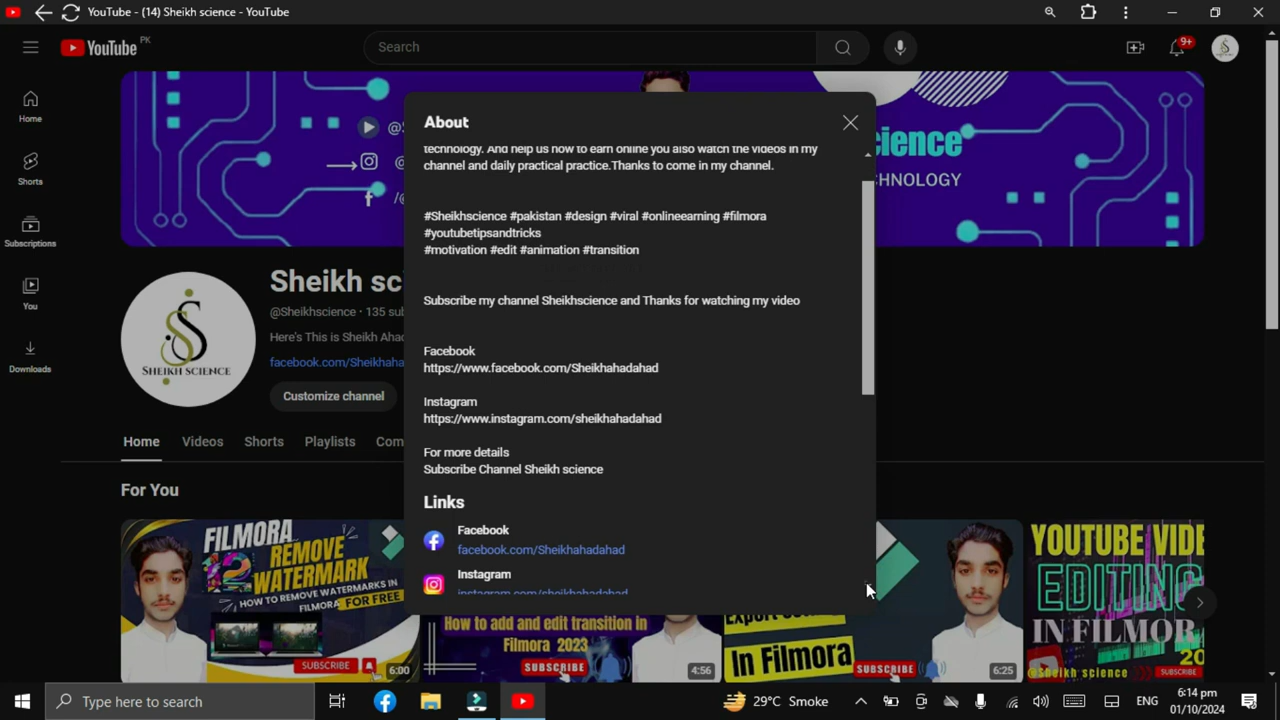 YouTube - (14) Sheikh science - YouTube
YouTube PK
Search
9+
Home
Shorts
Subscriptions
You
Downloads
cience
CHNOLOGY
Sheikh sc
@Sheikhscience · 135 sub
Here's This is Sheikh Aha
facebook.com/Sheikhaha
Customize channel
Home
Videos
Shorts
Playlists
Com
For You
About
technology. And help us how to earn online you also watch the videos in my
channel and daily practical practice.Thanks to come in my channel.
#Sheikhscience #pakistan #design #viral #onlineearning #filmora
#youtubetipsandtricks
#motivation #edit #animation #transition
Subscribe my channel Sheikhscience and Thanks for watching my video
Facebook
https://www.facebook.com/Sheikhahadahad
Instagram
https://www.instagram.com/sheikhahadahad
For more details
Subscribe Channel Sheikh science
Links
Facebook
facebook.com/Sheikhahadahad
Instagram
instagram.com/sheikhahadahad
SHEIKH SCIENCE
FILMORA
REMOVE
WATERMARK
HOW TO REMOVE WATERMARKS IN
FILMORA FOR FREE
SUBSCRIBE
6:00
How to add and edit transition in
Filmora 2023
SUBSCRIBE
4:56
In Filmora
SUBSCRIBE
6:25
YOUTUBE VIDE
EDITING
IN FILMOR
20
@Sheikh science
SUBSCRIBE
Type here to search
29°C Smoke
ENG
6:14 pm
01/10/2024